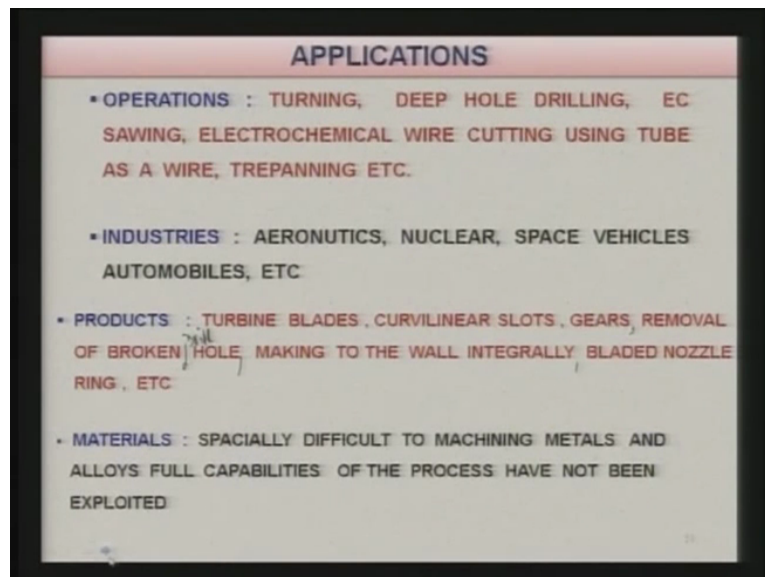 APPLICATIONS
▪ OPERATIONS : TURNING, DEEP HOLE DRILLING, EC
SAWING, ELECTROCHEMICAL WIRE CUTTING USING TUBE
AS A WIRE, TREPANNING ETC.
▪ INDUSTRIES : AERONUTICS, NUCLEAR, SPACE VEHICLES
AUTOMOBILES, ETC
▪ PRODUCTS : TURBINE BLADES , CURVILINEAR SLOTS , GEARS, REMOVAL
OF BROKEN HOLE, MAKING TO THE WALL INTEGRALLY, BLADED NOZZLE
RING , ETC
▪ MATERIALS : SPACIALLY DIFFICULT TO MACHINING METALS AND
ALLOYS FULL CAPABILITIES OF THE PROCESS HAVE NOT BEEN
EXPLOITED